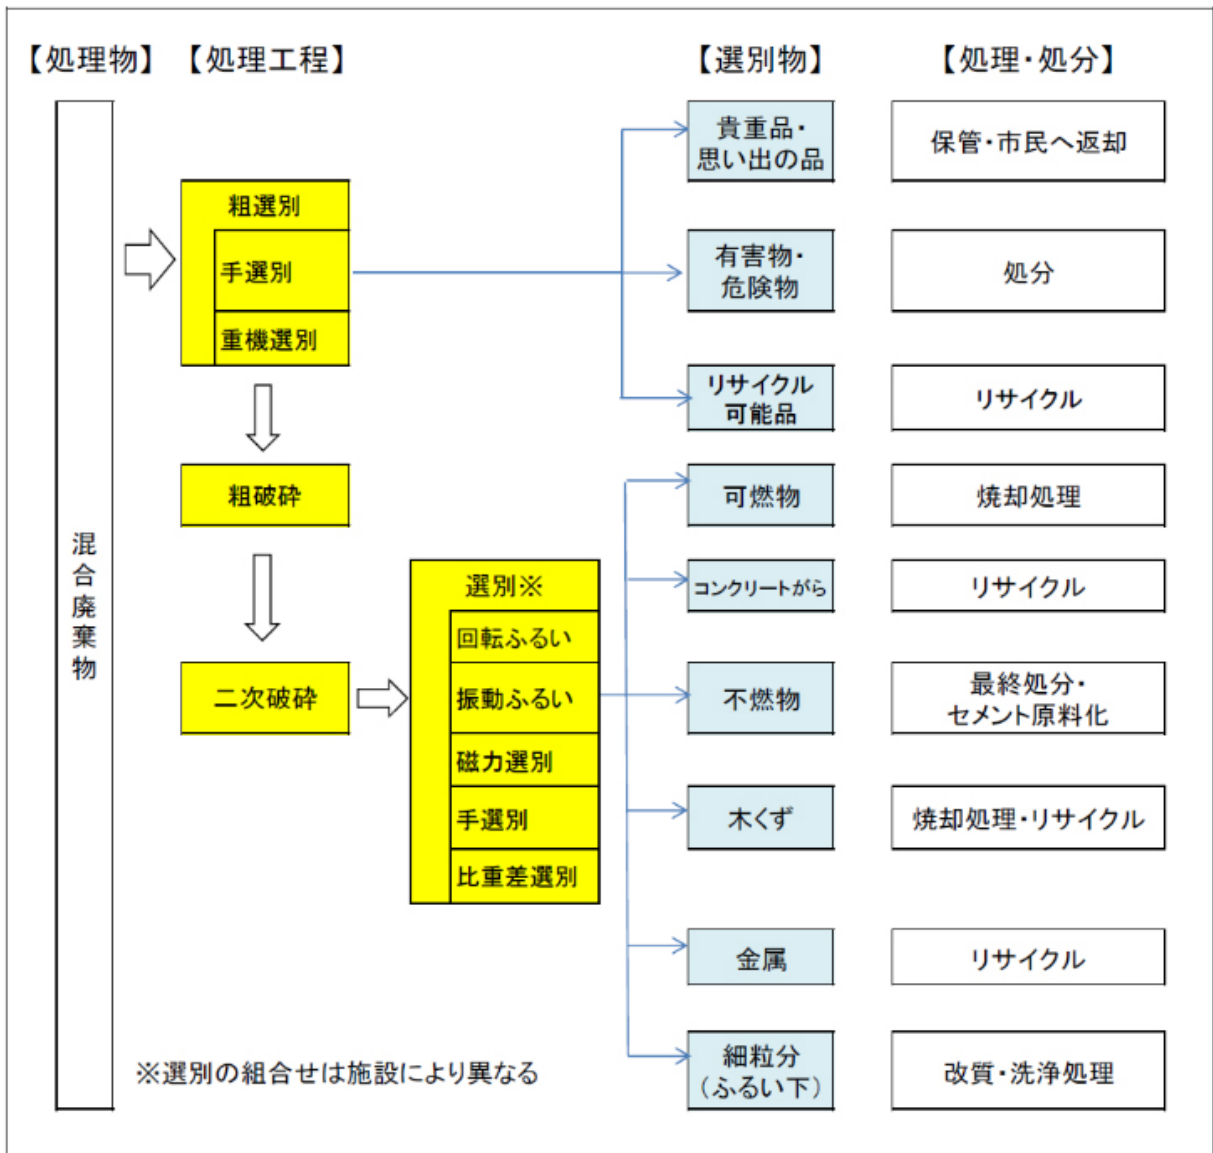 【処理物】
【処理工程】
【選別物】
【処理・処分】
混合廃棄物
粗選別
手選別
重機選別
粗破砕
二次破砕
選別※
回転ふるい
振動ふるい
磁力選別
手選別
比重差選別
貴重品・
思い出の品
保管・市民へ返却
有害物・
危険物
処分
リサイクル
可能品
リサイクル
可燃物
焼却処理
コンクリートがら
リサイクル
不燃物
最終処分・
セメント原料化
木くず
焼却処理・リサイクル
金属
リサイクル
細粒分
（ふるい下）
改質・洗浄処理
※選別の組合せは施設により異なる